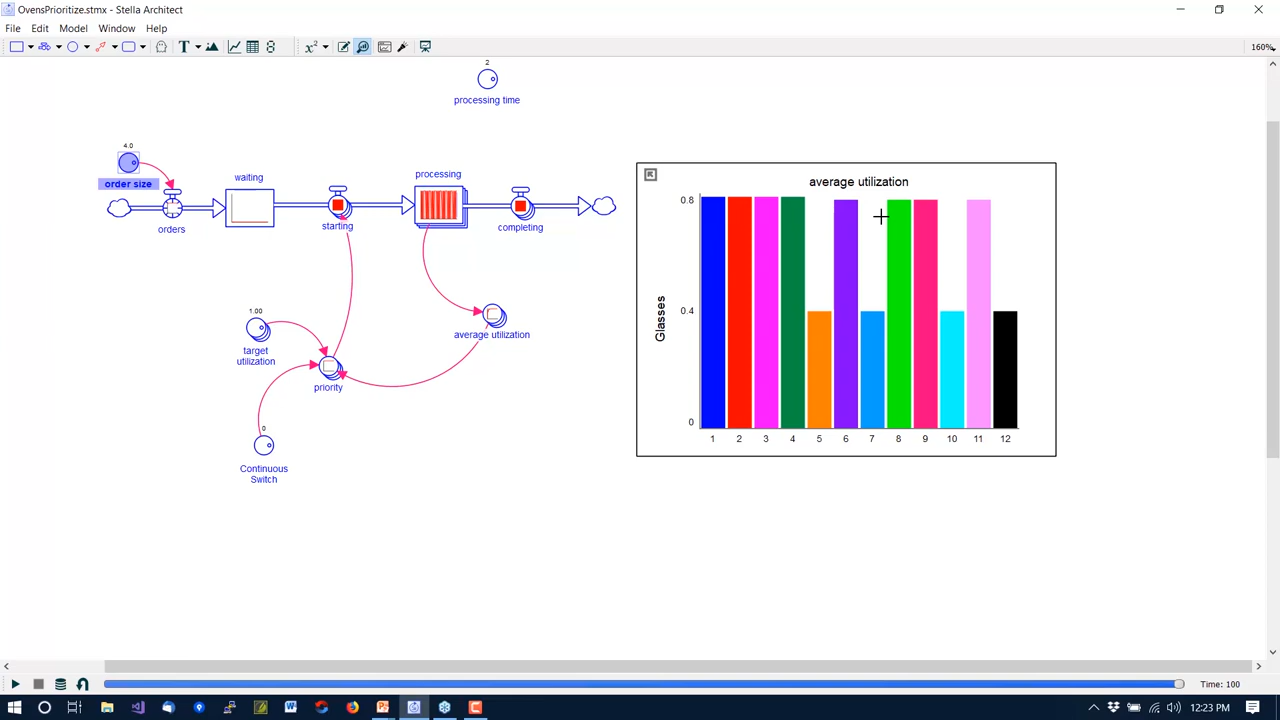 OvensPrioritize.stmx - Stella Architect
File Edit Model Window Help
T
x²
160%
2
processing time
4.0
order size
orders
waiting
starting
processing
completing
1.00
target
utilization
priority
average utilization
0
Continuous
Switch
average utilization
Glasses
0.8
0.4
0
1 2 3 4 5 6 7 8 9 10 11 12
Time: 100
12:23 PM